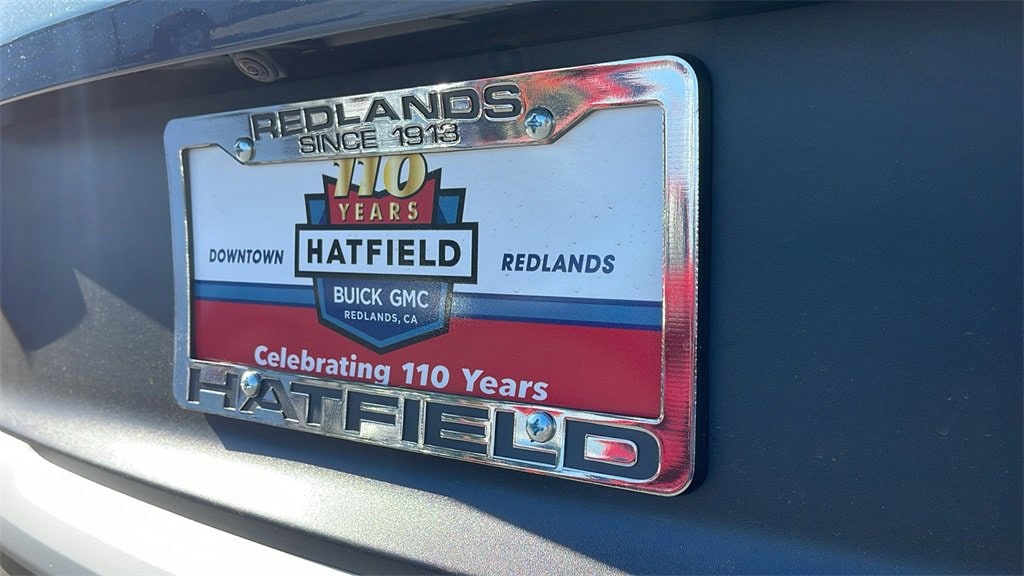 REDLANDS
SINCE 1913
110
YEARS
DOWNTOWN HATFIELD REDLANDS
BUICK GMC
REDLANDS, CA
Celebrating 110 Years
HATFIELD